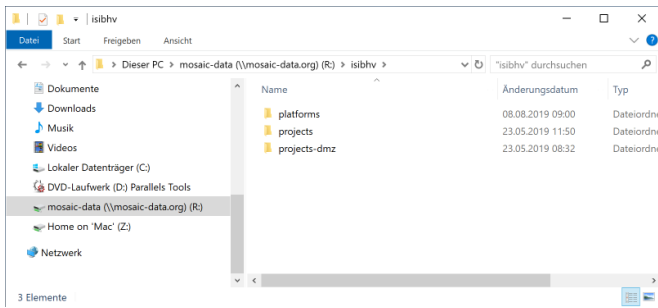 isibhv
Datei Start Freigeben Ansicht
Dieser PC > mosaic-data (\\mosaic-data.org) (R:) > isibhv >
"isibhv" durchsuchen
Dokumente
Downloads
Musik
Videos
Lokaler Datenträger (C:)
DVD-Laufwerk (D:) Parallels Tools
mosaic-data (\\mosaic-data.org) (R:)
Home on 'Mac' (Z:)
Netzwerk
Name Änderungsdatum Typ
platforms 08.08.2019 09:00 Dateiordne
projects 23.05.2019 11:50 Dateiordne
projects-dmz 23.05.2019 08:32 Dateiordne
3 Elemente